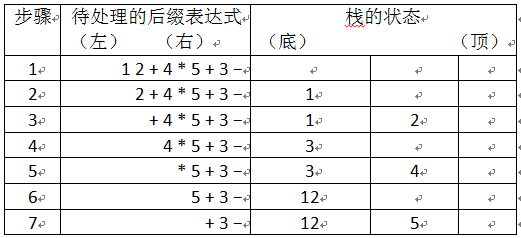 步骤 待处理的后缀表达式 栈的状态
（左） （右） （底） （顶）
1 1 2 + 4 * 5 + 3 −
2 2 + 4 * 5 + 3 − 1
3 + 4 * 5 + 3 − 1 2
4 4 * 5 + 3 − 3
5 * 5 + 3 − 3 4
6 5 + 3 − 12
7 + 3 − 12 5